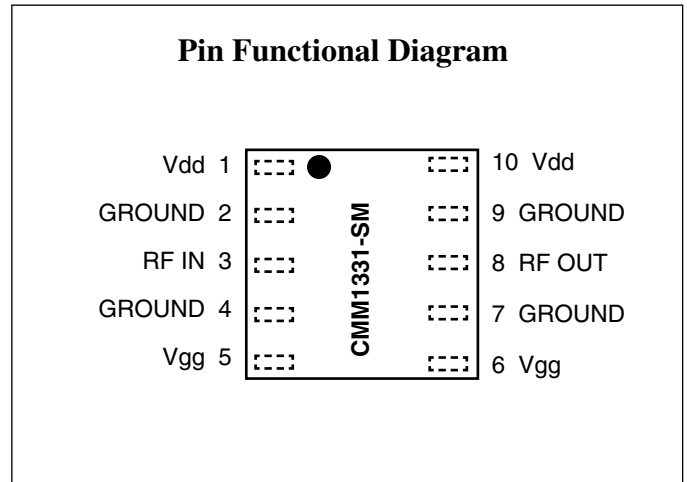 Pin Functional Diagram
Vdd 1
10 Vdd
GROUND 2
9 GROUND
RF IN 3
8 RF OUT
GROUND 4
7 GROUND
Vgg 5
6 Vgg
CMM1331-SM